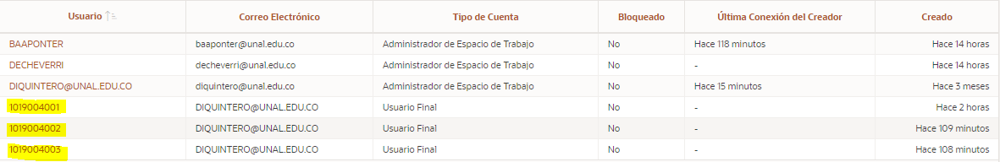 Usuario Correo Electrónico Tipo de Cuenta Bloqueado Última Conexión del Creador Creado
BAAPONTER baaponter@unal.edu.co Administrador de Espacio de Trabajo No Hace 118 minutos Hace 14 horas
DECHEVERRI decheverri@unal.edu.co Administrador de Espacio de Trabajo No - Hace 14 horas
DIQUINTERO@UNAL.EDU.CO diquintero@unal.edu.co Administrador de Espacio de Trabajo No Hace 15 minutos Hace 3 meses
1019004001 DIQUINTERO@UNAL.EDU.CO Usuario Final No - Hace 2 horas
1019004002 DIQUINTERO@UNAL.EDU.CO Usuario Final No - Hace 109 minutos
1019004003 DIQUINTERO@UNAL.EDU.CO Usuario Final No - Hace 108 minutos